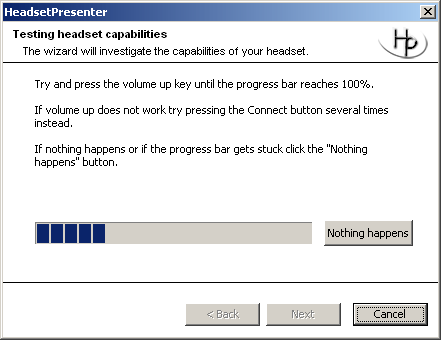 HeadsetPresenter
Testing headset capabilities
The wizard will investigate the capabilities of your headset.
Hp
Try and press the volume up key until the progress bar reaches 100%.
If volume up does not work try pressing the Connect button several times
instead.
If nothing happens or if the progress bar gets stuck click the "Nothing
happens" button.
Nothing happens
< Back
Next
Cancel